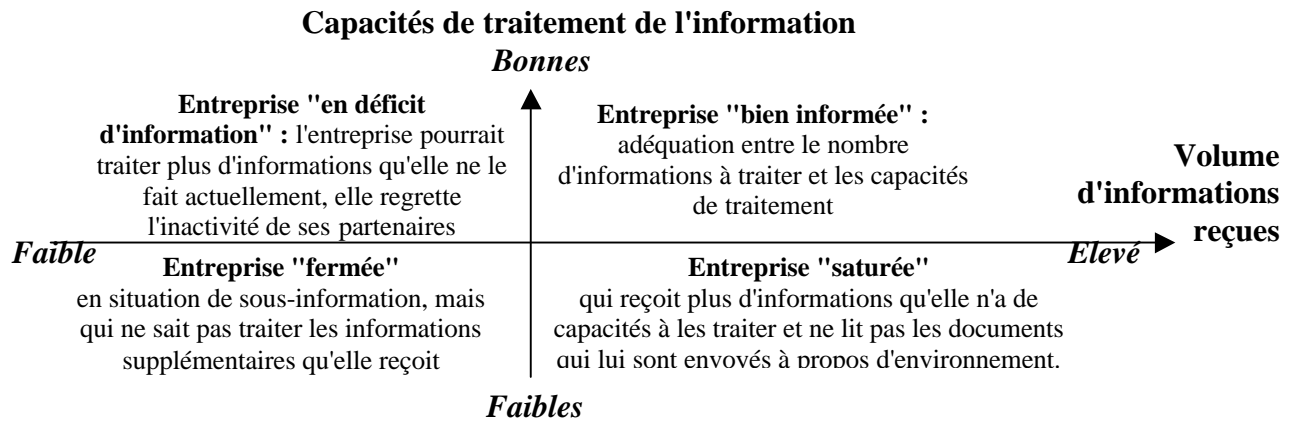 Capacités de traitement de l'information
Bonnes
Entreprise "en déficit
d'information" : l'entreprise pourrait
traiter plus d'informations qu'elle ne le
fait actuellement, elle regrette
l'inactivité de ses partenaires
Entreprise "bien informée" :
adéquation entre le nombre
d'informations à traiter et les capacités
de traitement
Volume
d'informations
reçues
Faible
Elevé
Entreprise "fermée"
en situation de sous-information, mais
qui ne sait pas traiter les informations
supplémentaires qu'elle reçoit
Entreprise "saturée"
qui reçoit plus d'informations qu'elle n'a de
capacités à les traiter et ne lit pas les documents
qui lui sont envoyés à propos d'environnement.
Faibles